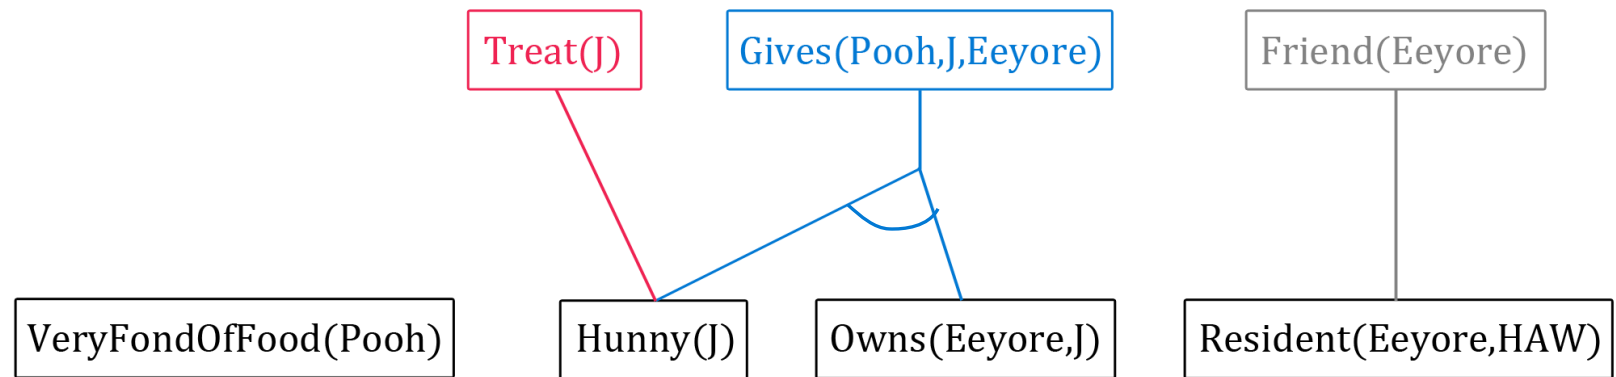 Treat(J)
Gives(Pooh,J,Eeyore)
Friend(Eeyore)
VeryFondOfFood(Pooh)
Hunny(J)
Owns(Eeyore,J)
Resident(Eeyore,HAW)